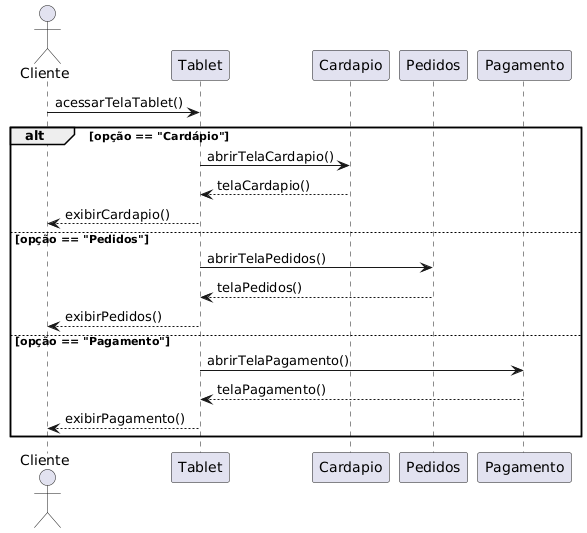 Cliente
Tablet
Cardapio
Pedidos
Pagamento
acessarTelaTablet()
alt
[opção == "Cardápio"]
abrirTelaCardapio()
telaCardapio()
exibirCardapio()
[opção == "Pedidos"]
abrirTelaPedidos()
telaPedidos()
exibirPedidos()
[opção == "Pagamento"]
abrirTelaPagamento()
telaPagamento()
exibirPagamento()
Cliente
Tablet
Cardapio
Pedidos
Pagamento